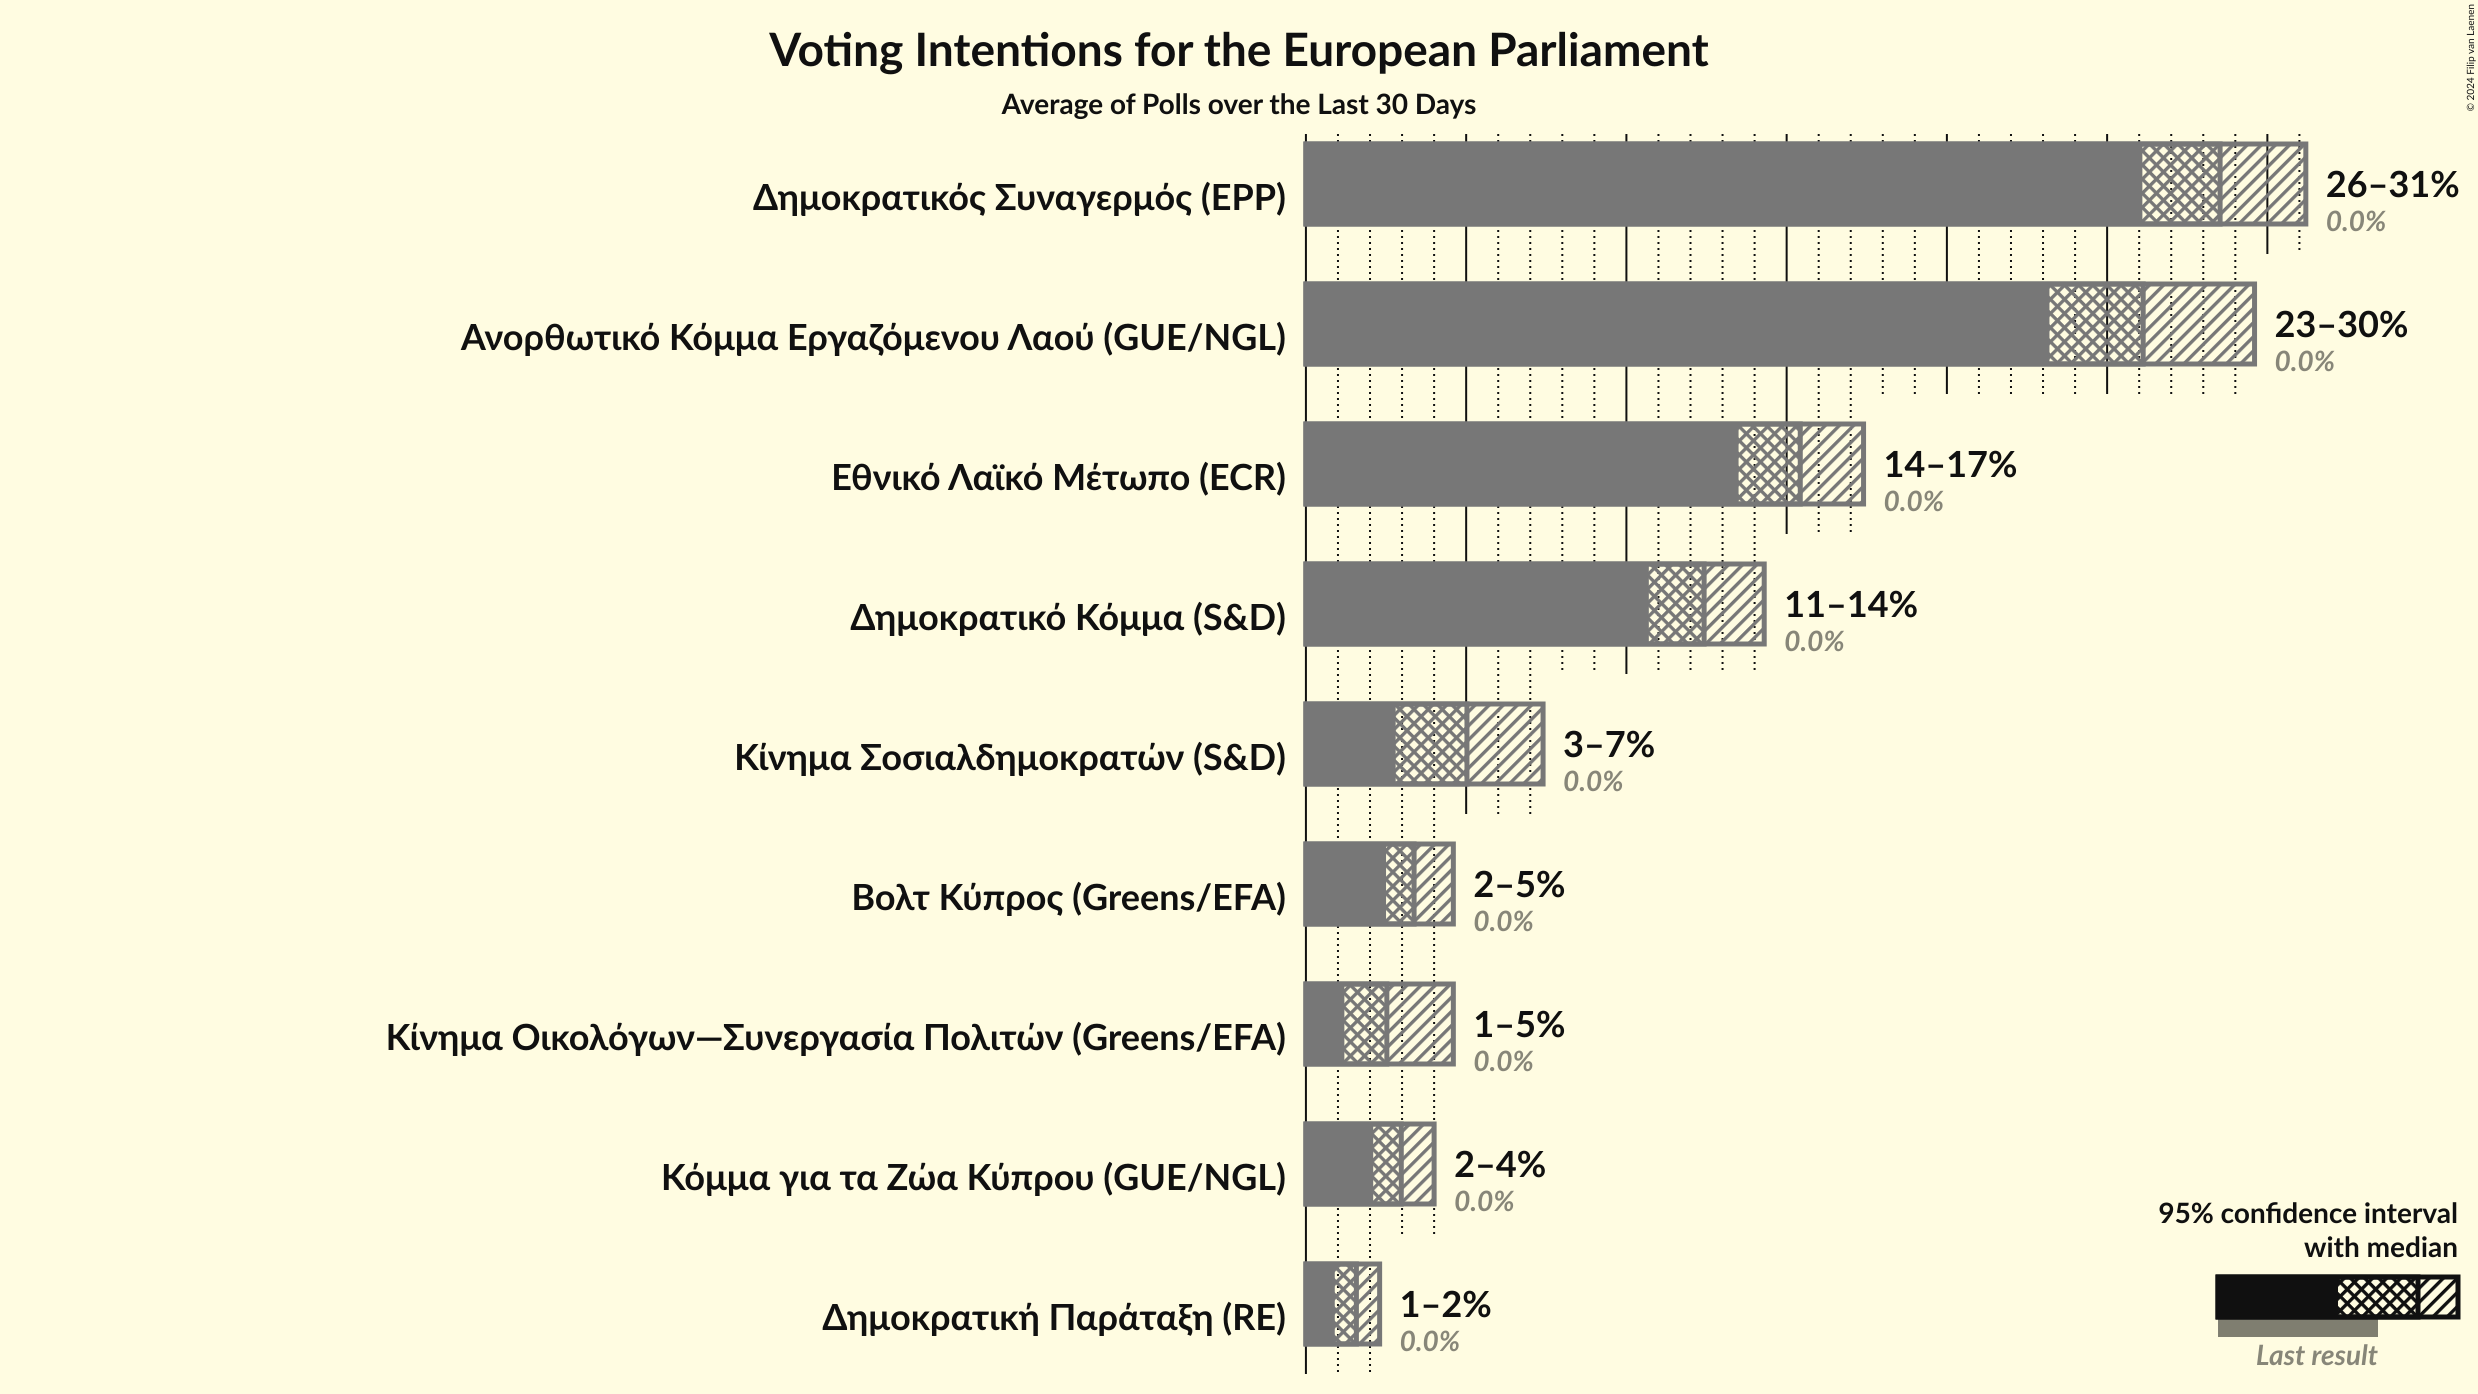 Voting Intentions for the European Parliament
Average of Polls over the Last 30 Days
© 2024 Filip van Laenen
Δημοκρατικός Συναγερμός (EPP)
26–31%
0.0%
Ανορθωτικό Κόμμα Εργαζόμενου Λαού (GUE/NGL)
23–30%
0.0%
Εθνικό Λαϊκό Μέτωπο (ECR)
14–17%
0.0%
Δημοκρατικό Κόμμα (S&D)
11–14%
0.0%
Κίνημα Σοσιαλδημοκρατών (S&D)
3–7%
0.0%
Βολτ Κύπρος (Greens/EFA)
2–5%
0.0%
Κίνημα Οικολόγων—Συνεργασία Πολιτών (Greens/EFA)
1–5%
0.0%
Κόμμα για τα Ζώα Κύπρου (GUE/NGL)
2–4%
0.0%
Δημοκρατική Παράταξη (RE)
1–2%
0.0%
95% confidence interval
with median
Last result